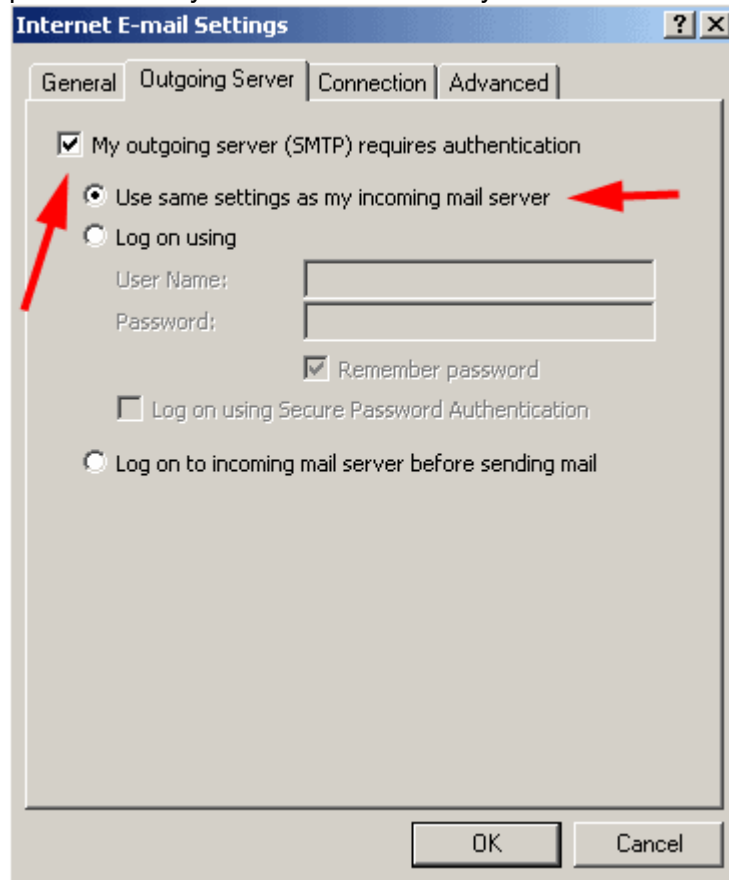 Internet E-mail Settings
General Outgoing Server Connection Advanced
My outgoing server (SMTP) requires authentication
Use same settings as my incoming mail server
Log on using
User Name:
Password:
Remember password
Log on using Secure Password Authentication
Log on to incoming mail server before sending mail
OK Cancel